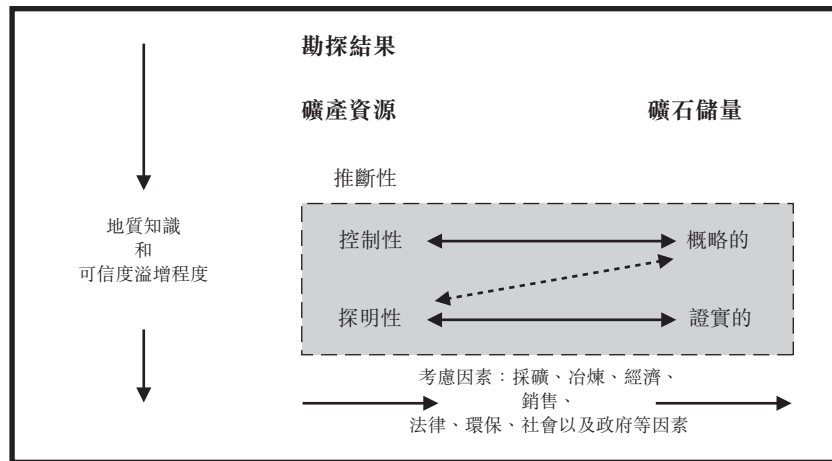 勘探結果
礦產資源
礦石儲量
推斷性
地質知識
和
可信度溢增程度
控制性
概略的
探明性
證實的
考慮因素：採礦、冶煉、經濟、
銷售、
法律、環保、社會以及政府等因素